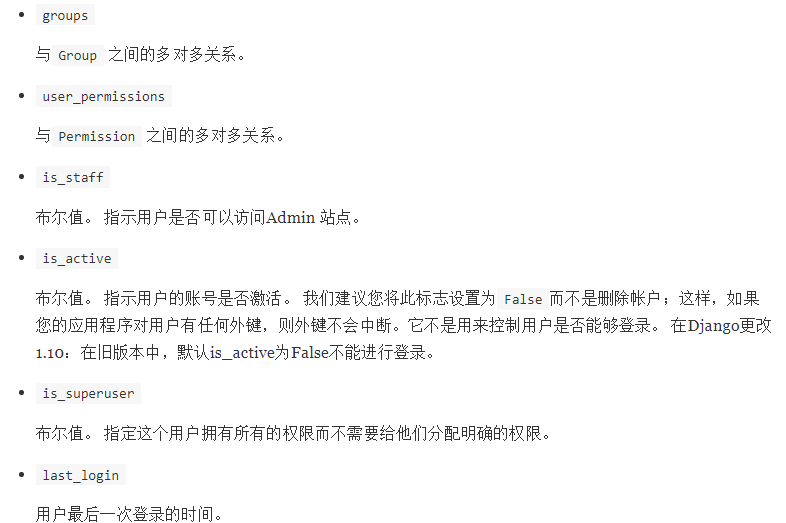 groups
与 Group 之间的多对多关系。
user_permissions
与 Permission 之间的多对多关系。
is_staff
布尔值。 指示用户是否可以访问Admin 站点。
is_active
布尔值。 指示用户的账号是否激活。 我们建议您将此标志设置为 False 而不是删除帐户；这样，如果
您的应用程序对用户有任何外键，则外键不会中断。它不是用来控制用户是否能够登录。 在Django更改
1.10：在旧版本中，默认is_active为False不能进行登录。
is_superuser
布尔值。 指定这个用户拥有所有的权限而不需要给他们分配明确的权限。
last_login
用户最后一次登录的时间。